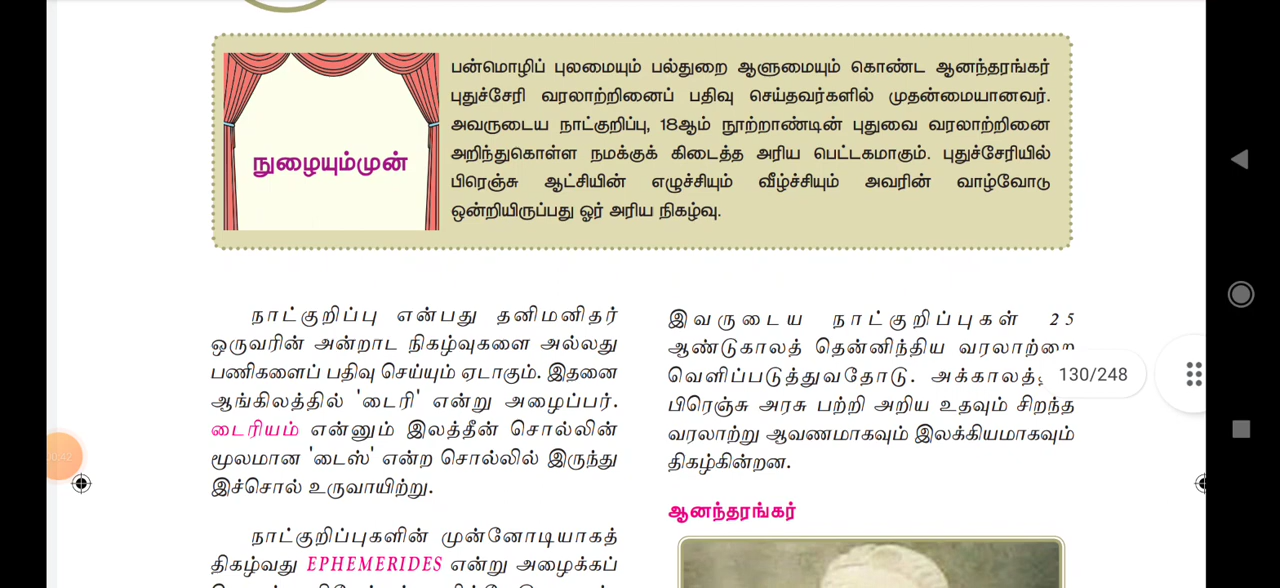 நுழையும்முன்
பன்மொழிப் புலமையும் பல்துறை ஆளுமையும் கொண்ட ஆனந்தரங்கர்
புதுச்சேரி வரலாற்றினைப் பதிவு செய்தவர்களில் முதன்மையானவர்.
அவருடைய நாட்குறிப்பு, 18ஆம் நூற்றாண்டின் புதுவை வரலாற்றினை
அறிந்துகொள்ள நமக்குக் கிடைத்த அரிய பெட்டகமாகும். புதுச்சேரியில்
பிரெஞ்சு ஆட்சியின் எழுச்சியும் வீழ்ச்சியும் அவரின் வாழ்வோடு
ஒன்றியிருப்பது ஓர் அரிய நிகழ்வு.
நாட்குறிப்பு என்பது தனிமனிதர்
ஒருவரின் அன்றாட நிகழ்வுகளை அல்லது
பணிகளைப் பதிவு செய்யும் ஏடாகும். இதனை
ஆங்கிலத்தில் 'டைரி' என்று அழைப்பர்.
டைரியம் என்னும் இலத்தீன் சொல்லின்
மூலமான 'டைஸ்' என்ற சொல்லில் இருந்து
இச்சொல் உருவாயிற்று.
நாட்குறிப்புகளின் முன்னோடியாகத்
திகழ்வது EPHEMERIDES என்று அழைக்கப்
இவருடைய நாட்குறிப்புகள் 25
ஆண்டுகாலத் தென்னிந்திய வரலாற்றை
வெளிப்படுத்துவதோடு. அக்காலத்
பிரெஞ்சு அரசு பற்றி அறிய உதவும் சிறந்த
வரலாற்று ஆவணமாகவும் இலக்கியமாகவும்
திகழ்கின்றன.
ஆனந்தரங்கர்
130/248
00:42